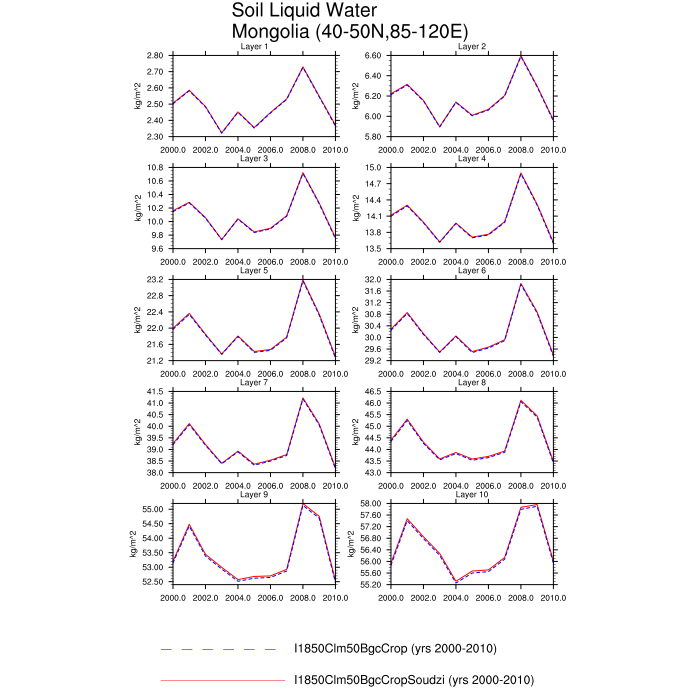 Soil Liquid Water
Mongolia (40-50N,85-120E)
Layer 1
2.80
2.70
2.60
2.50
2.40
2.30
kg/m^2
2000.0 2002.0 2004.0 2006.0 2008.0 2010.0
Layer 2
6.60
6.40
6.20
6.00
5.80
kg/m^2
2000.0 2002.0 2004.0 2006.0 2008.0 2010.0
Layer 3
10.8
10.6
10.4
10.2
10.0
9.8
9.6
kg/m^2
2000.0 2002.0 2004.0 2006.0 2008.0 2010.0
Layer 4
15.0
14.7
14.4
14.1
13.8
13.5
kg/m^2
2000.0 2002.0 2004.0 2006.0 2008.0 2010.0
Layer 5
23.2
22.8
22.4
22.0
21.6
21.2
kg/m^2
2000.0 2002.0 2004.0 2006.0 2008.0 2010.0
Layer 6
32.0
31.6
31.2
30.8
30.4
30.0
29.6
29.2
kg/m^2
2000.0 2002.0 2004.0 2006.0 2008.0 2010.0
Layer 7
41.5
41.0
40.5
40.0
39.5
39.0
38.5
38.0
kg/m^2
2000.0 2002.0 2004.0 2006.0 2008.0 2010.0
Layer 8
46.5
46.0
45.5
45.0
44.5
44.0
43.5
43.0
kg/m^2
2000.0 2002.0 2004.0 2006.0 2008.0 2010.0
Layer 9
55.00
54.50
54.00
53.50
53.00
52.50
kg/m^2
2000.0 2002.0 2004.0 2006.0 2008.0 2010.0
Layer 10
58.00
57.60
57.20
56.80
56.40
56.00
55.60
55.20
kg/m^2
2000.0 2002.0 2004.0 2006.0 2008.0 2010.0
I1850Clm50BgcCrop (yrs 2000-2010)
I1850Clm50BgcCropSoudzi (yrs 2000-2010)